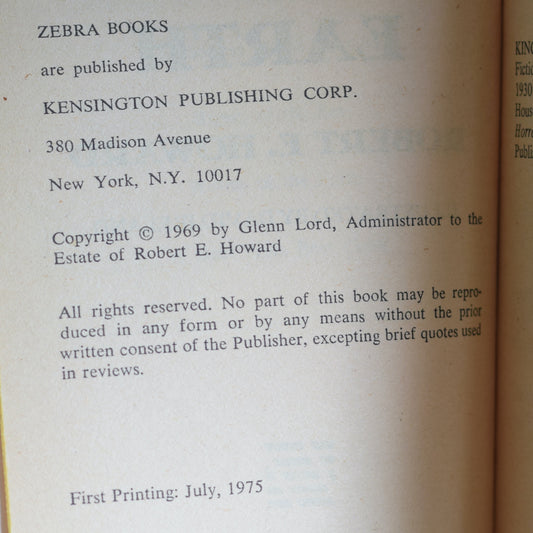 ZEBRA BOOKS
are published by
KENSINGTON PUBLISHING CORP.
380 Madison Avenue
New York, N.Y. 10017
Copyright © 1969 by Glenn Lord, Administrator to the
Estate of Robert E. Howard
All rights reserved. No part of this book may be repro-
duced in any form or by any means without the prior
written consent of the Publisher, excepting brief quotes used
in reviews.
First Printing: July, 1975
1930